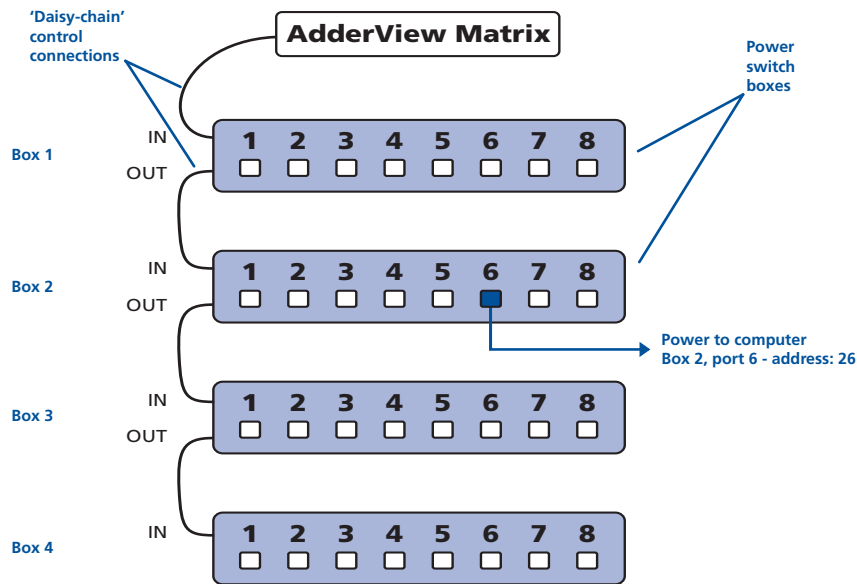 ‘Daisy-chain’
control
connections
AdderView Matrix
Power
switch
boxes
Box 1
IN
OUT
1 2 3 4 5 6 7 8
Box 2
IN
OUT
1 2 3 4 5 6 7 8
Power to computer
Box 2, port 6 - address: 26
Box 3
IN
OUT
1 2 3 4 5 6 7 8
Box 4
IN
1 2 3 4 5 6 7 8